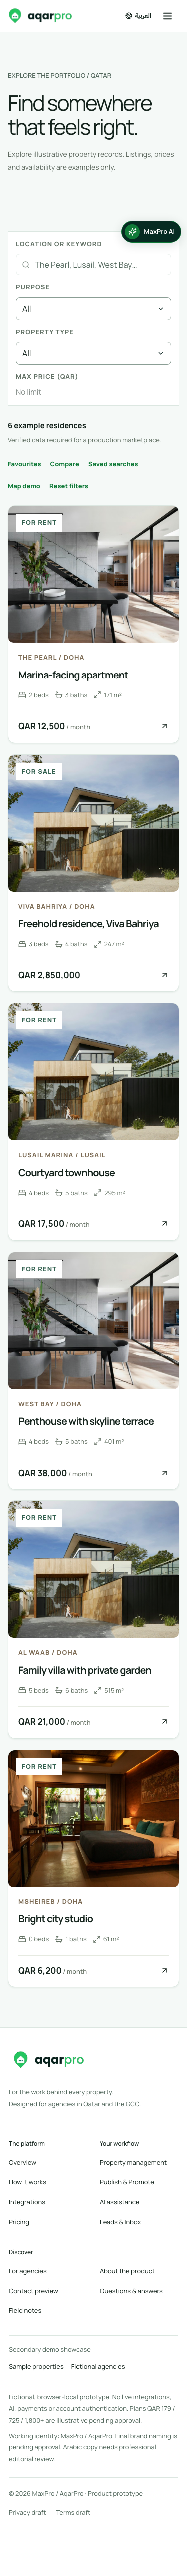 aqarpro
العربية
EXPLORE THE PORTFOLIO / QATAR
Find somewhere
that feels right.
Explore illustrative property records. Listings, prices
and availability are examples only.
MaxPro AI
LOCATION OR KEYWORD
The Pearl, Lusail, West Bay...
PURPOSE
All
PROPERTY TYPE
All
MAX PRICE (QAR)
No limit
6 example residences
Verified data required for a production marketplace.
Favourites Compare Saved searches
Map demo Reset filters
FOR RENT
THE PEARL / DOHA
Marina-facing apartment
2 beds 3 baths 171 m²
QAR 12,500 / month
FOR SALE
VIVA BAHRIYA / DOHA
Freehold residence, Viva Bahriya
3 beds 4 baths 247 m²
QAR 2,850,000
FOR RENT
LUSAIL MARINA / LUSAIL
Courtyard townhouse
4 beds 5 baths 295 m²
QAR 17,500 / month
FOR RENT
WEST BAY / DOHA
Penthouse with skyline terrace
4 beds 5 baths 401 m²
QAR 38,000 / month
FOR RENT
AL WAAB / DOHA
Family villa with private garden
5 beds 6 baths 515 m²
QAR 21,000 / month
FOR RENT
MSHEIREB / DOHA
Bright city studio
0 beds 1 baths 61 m²
QAR 6,200 / month
aqarpro
For the work behind every property.
Designed for agencies in Qatar and the GCC.
The platform
Overview
How it works
Integrations
Pricing
Your workflow
Property management
Publish & Promote
AI assistance
Leads & Inbox
Discover
For agencies
Contact preview
Field notes
About the product
Questions & answers
Secondary demo showcase
Sample properties Fictional agencies
Fictional, browser-local prototype. No live integrations,
AI, payments or account authentication. Plans QAR 179 /
725 / 1,800+ are illustrative pending approval.
Working identity: MaxPro / AqarPro. Final brand naming is
pending approval. Arabic copy needs professional
editorial review.
© 2026 MaxPro / AqarPro · Product prototype
Privacy draft Terms draft